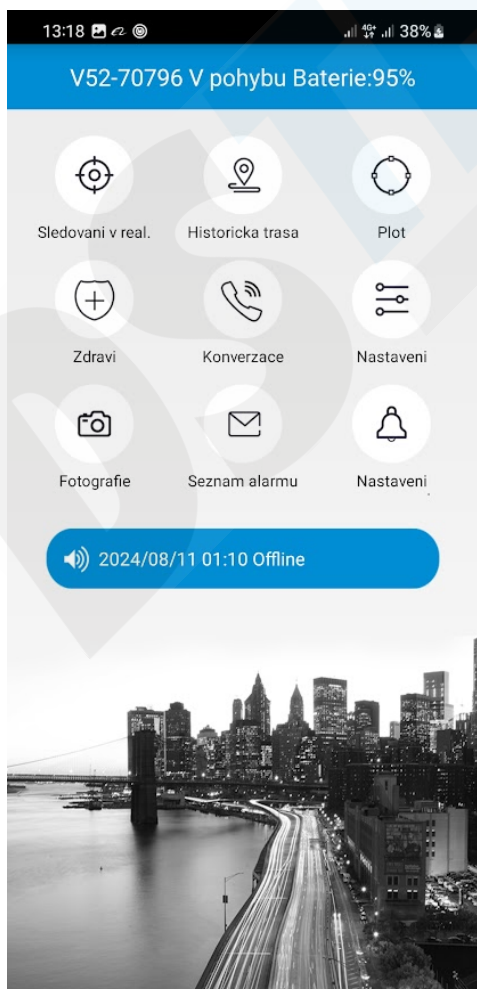 13:18 4G+ 38%
V52-70796 V pohybu Baterie:95%
Sledovani v real. Historicka trasa Plot
Zdravi Konverzace Nastaveni
Fotografie Seznam alarmu Nastaveni
2024/08/11 01:10 Offline